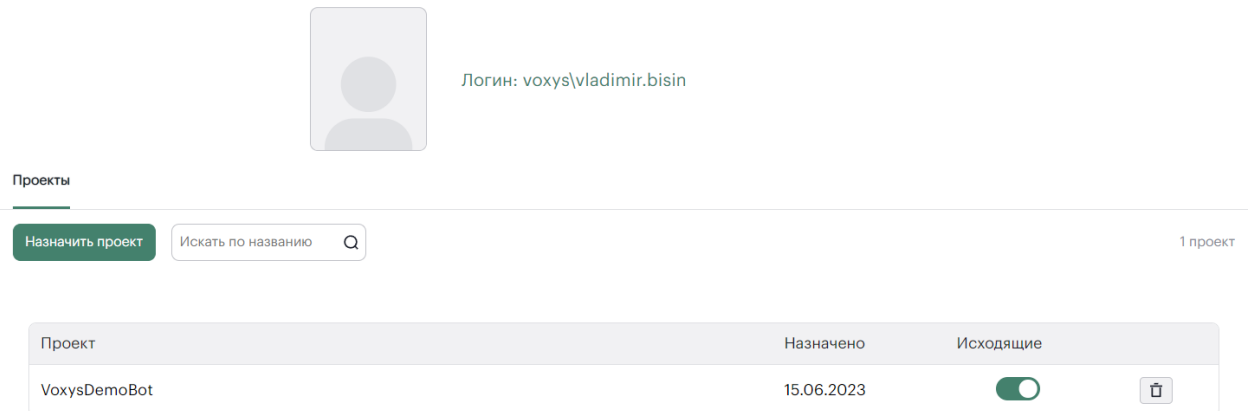 Логин: voxys\vladimir.bisin
Проекты
Назначить проект Искать по названию 1 проект
Проект Назначено Исходящие
VoxysDemoBot 15.06.2023